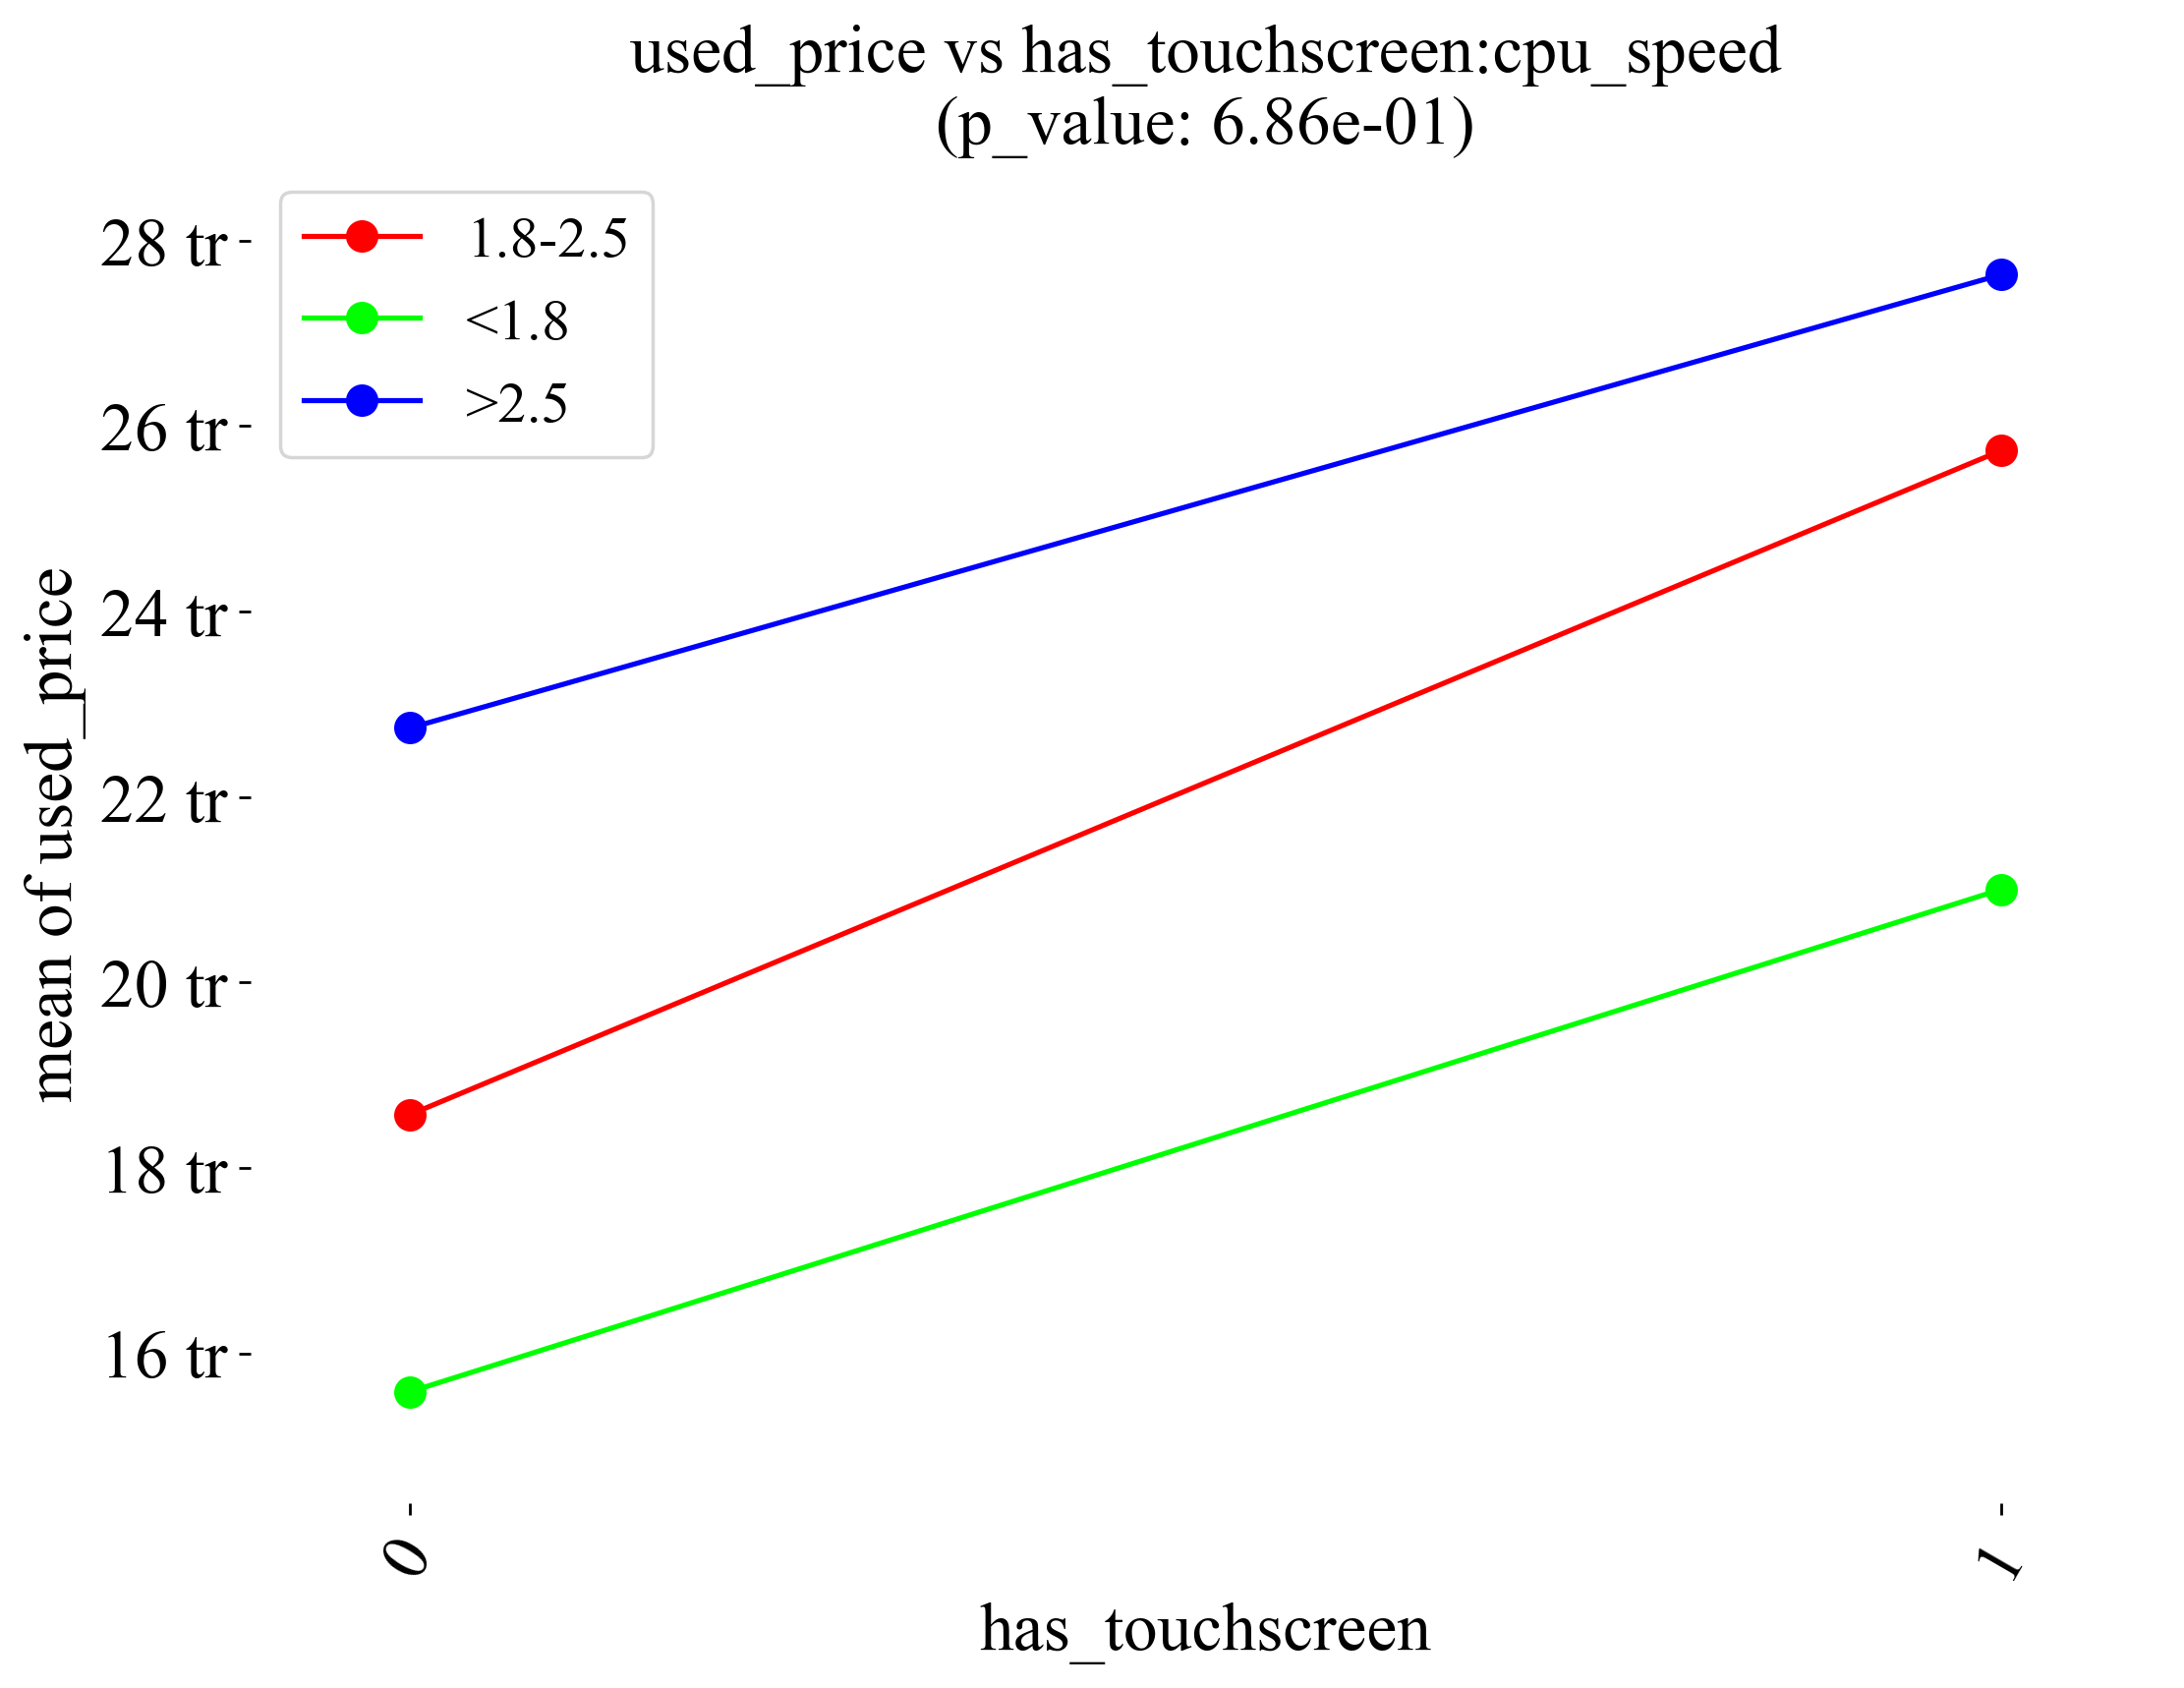 used_price vs has_touchscreen:cpu_speed
(p_value: 6.86e-01)
1.8-2.5
<1.8
>2.5
28 tr
26 tr
24 tr
22 tr
20 tr
18 tr
16 tr
mean of used_price
0
1
has_touchscreen